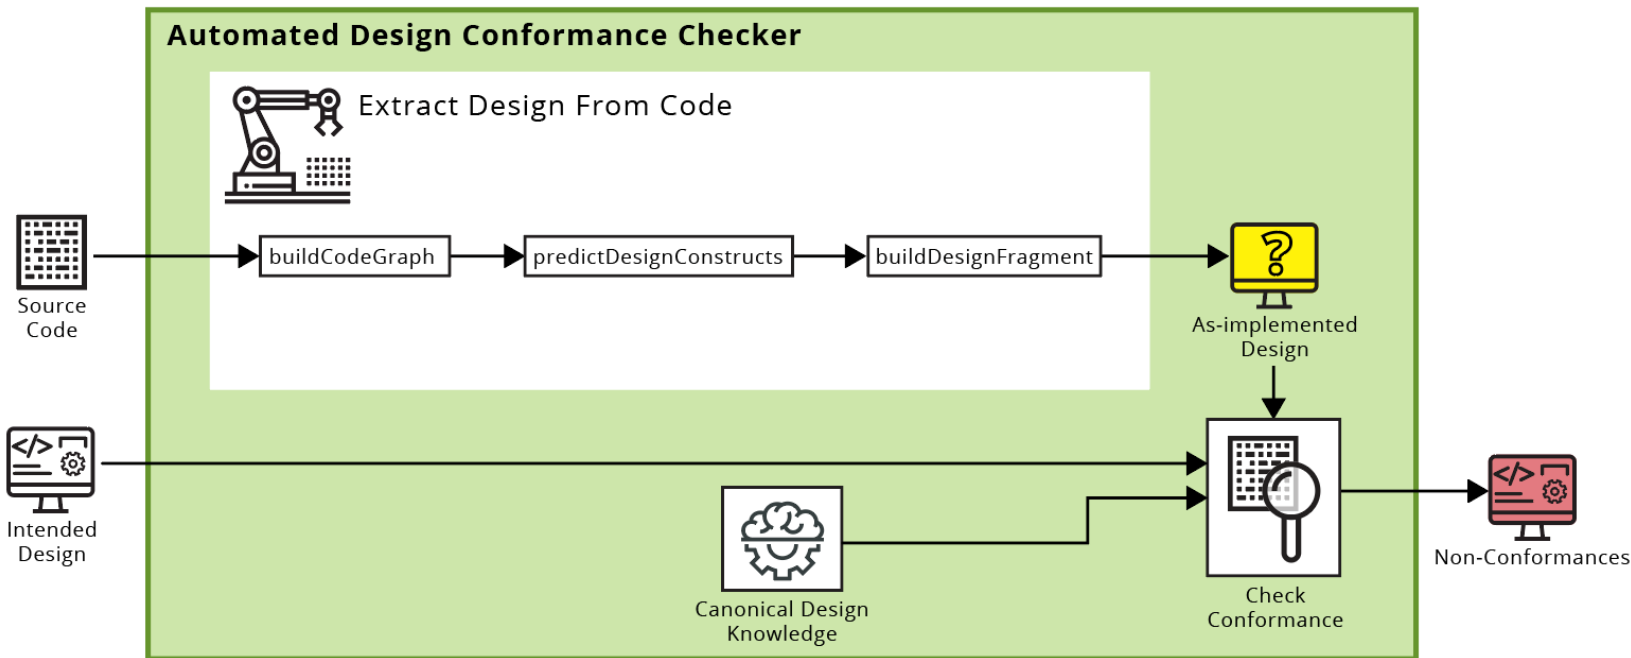 Automated Design Conformance Checker
Extract Design From Code
Source
Code
buildCodeGraph
predictDesignConstructs
buildDesignFragment
?
As-implemented
Design
</>
Intended
Design
Canonical Design
Knowledge
Check
Conformance
</>
Non-Conformances